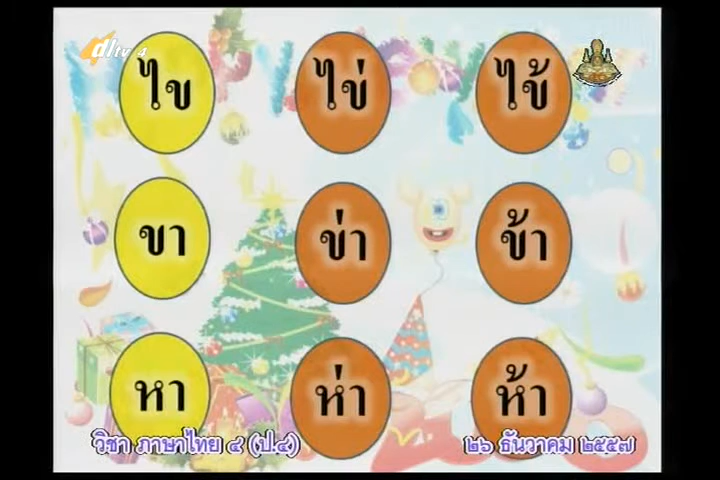 dltv 4
ไข ไข่ ไข้
ขา ข่า ข้า
หา ห่า ห้า
วิชา ภาษาไทย ๔ (ป.๔) ๒๖ ธันวาคม ๒๕๕๗